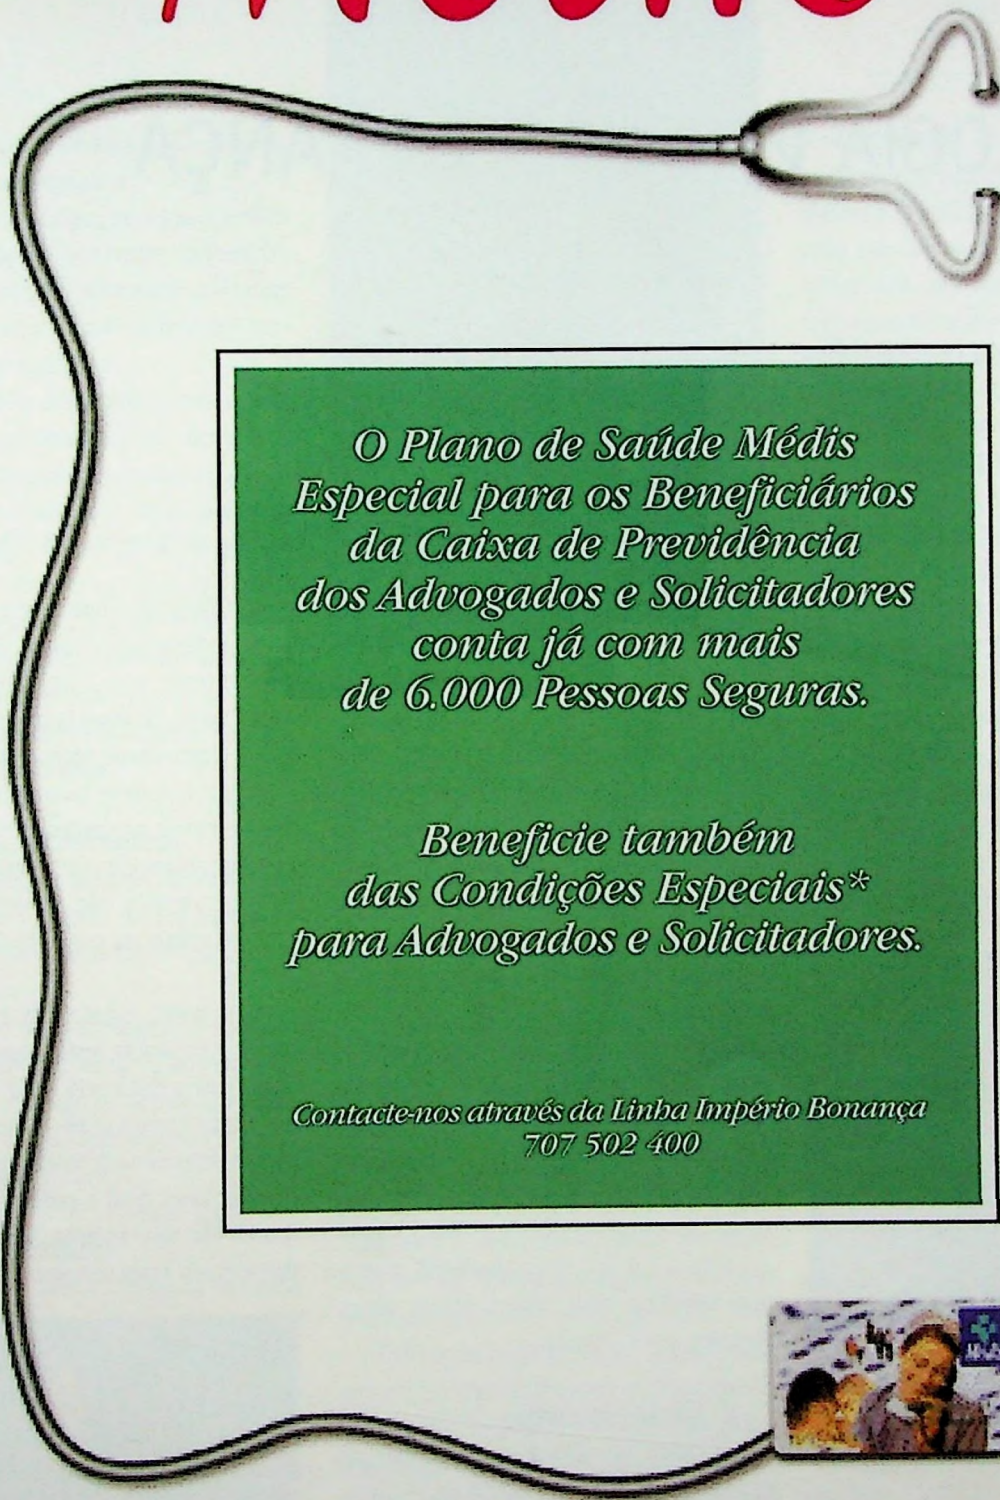 O Plano de Saúde Médis
Especial para os Beneficiários
da Caixa de Previdência
dos Advogados e Solicitadores
conta já com mais
de 6.000 Pessoas Seguras.
Beneficie também
das Condições Especiais*
para Advogados e Solicitadores.
Contacte-nos através da Linha Império Bonança
707 502 400